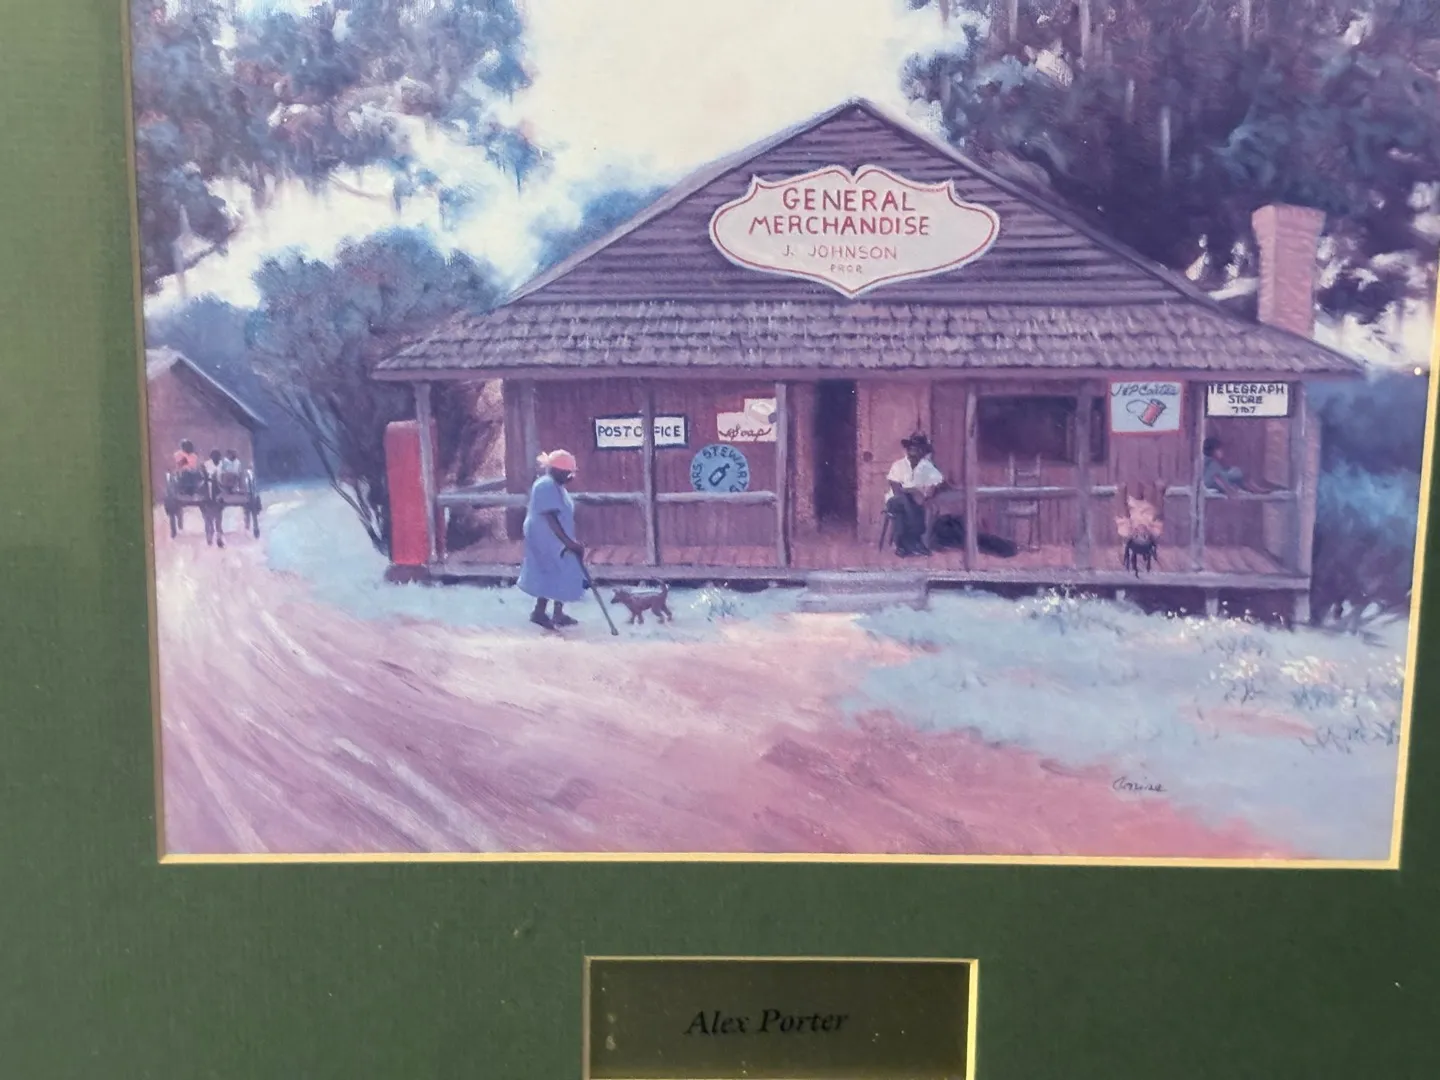 GENERAL
MERCHANDISE
J. JOHNSON
PROP.
POST OFFICE
Soap
MRS STEWART'S
TELEGRAPH
STORE
Alex Porter